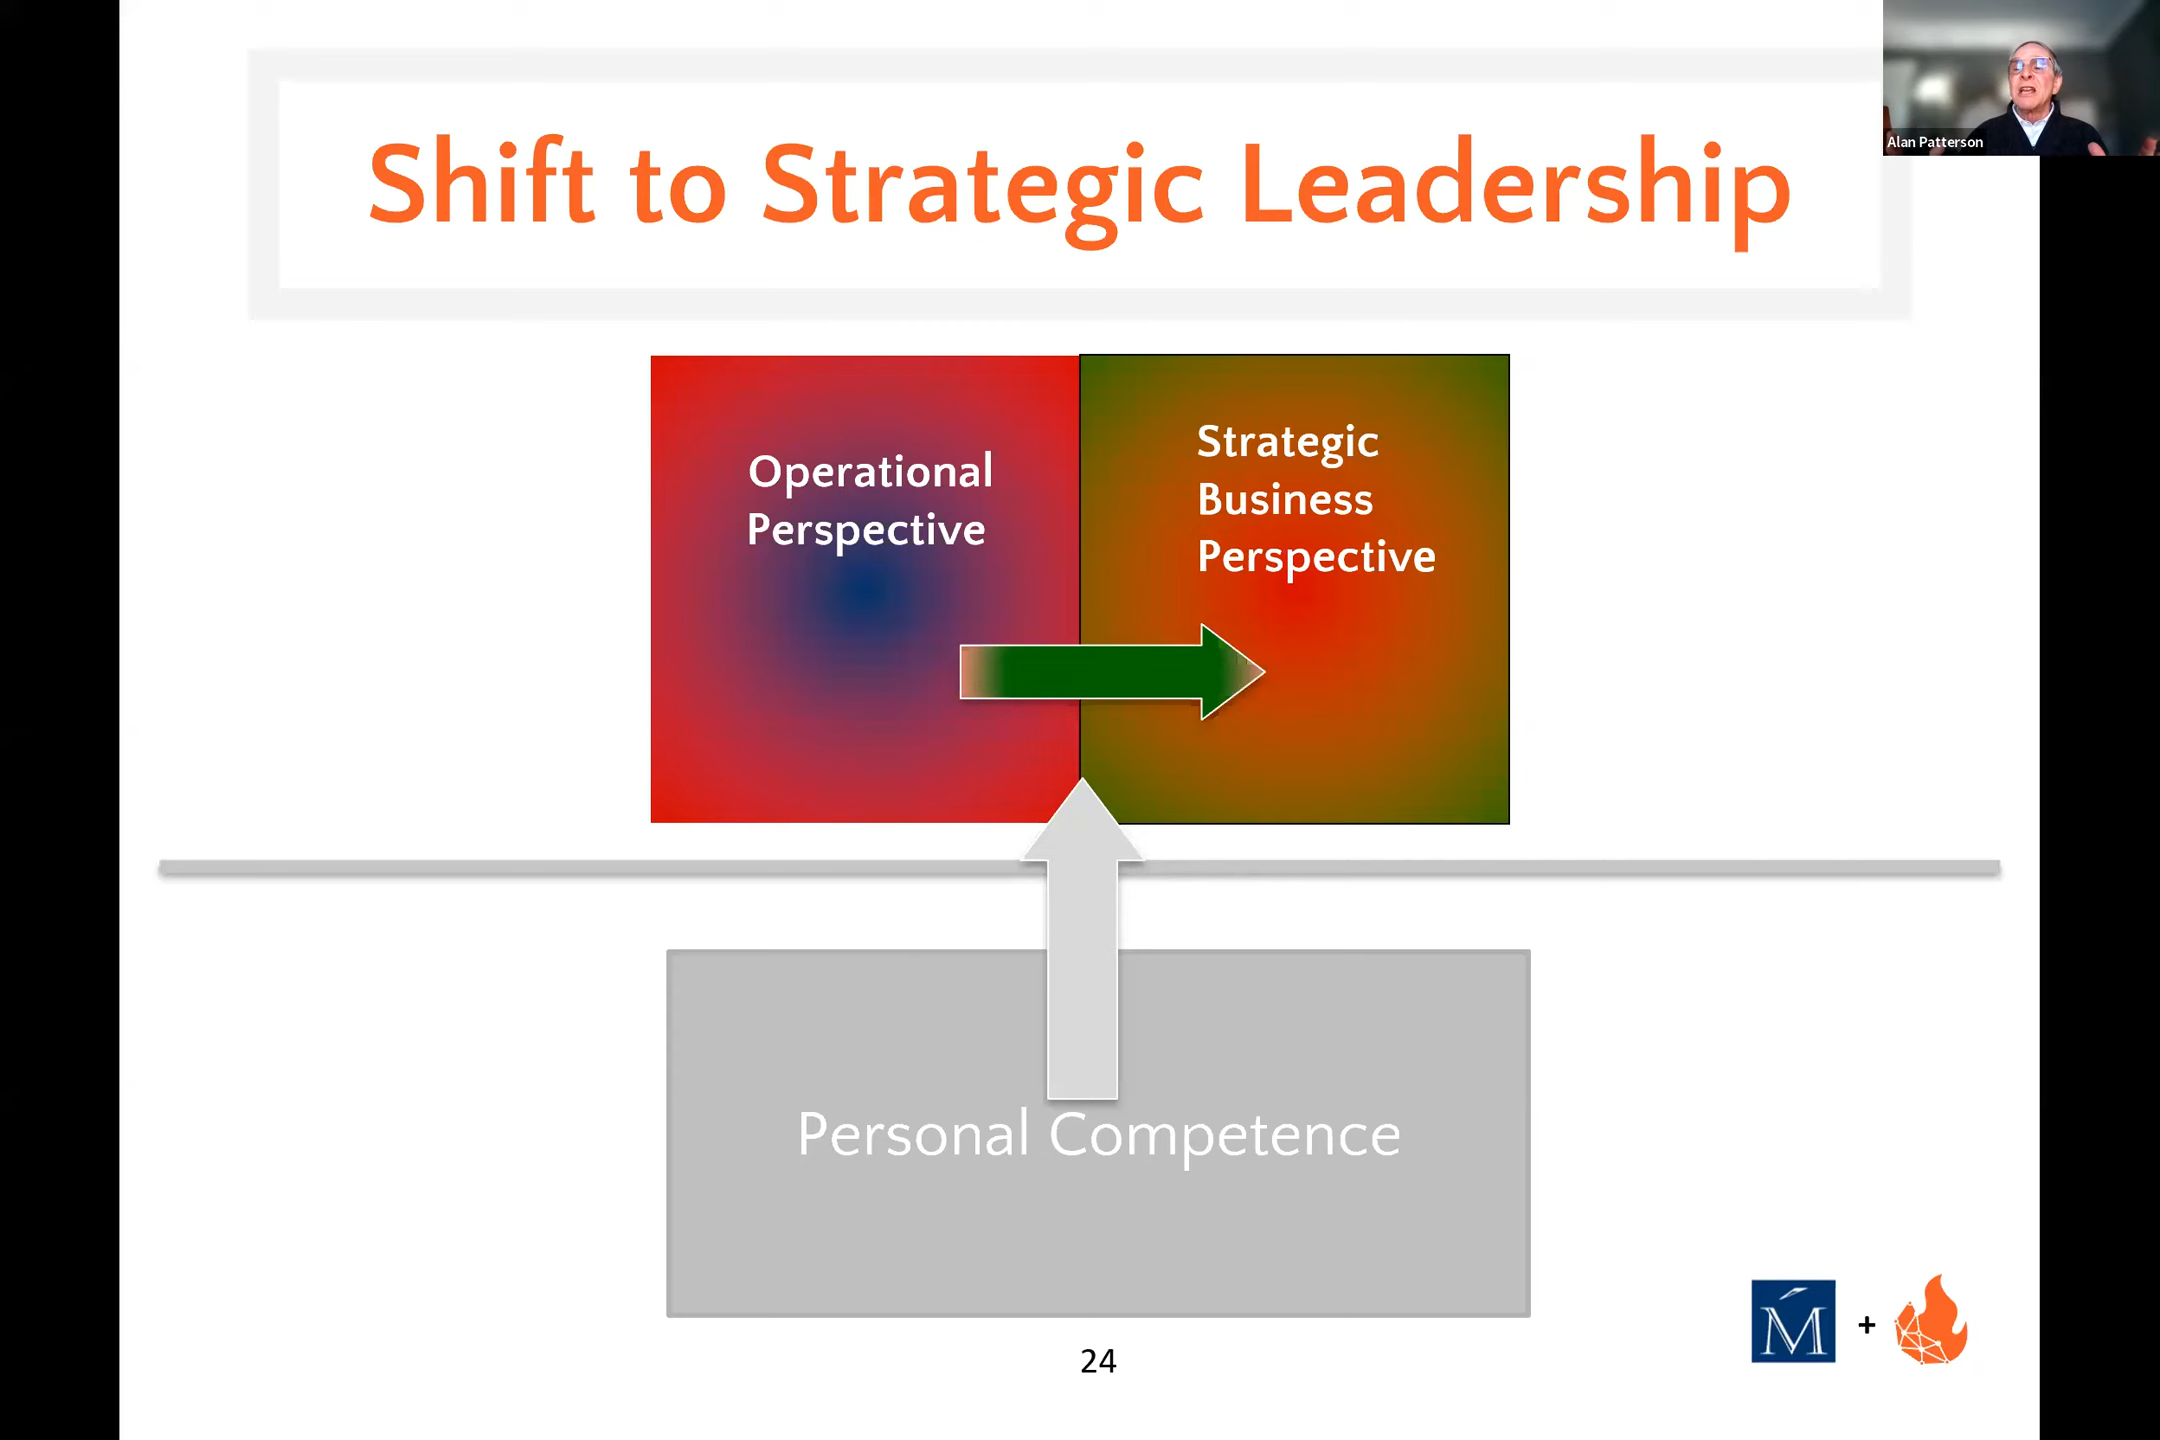 Shift to Strategic Leadership
Alan Patterson
Operational
Perspective
Strategic
Business
Perspective
Personal Competence
M
+
24